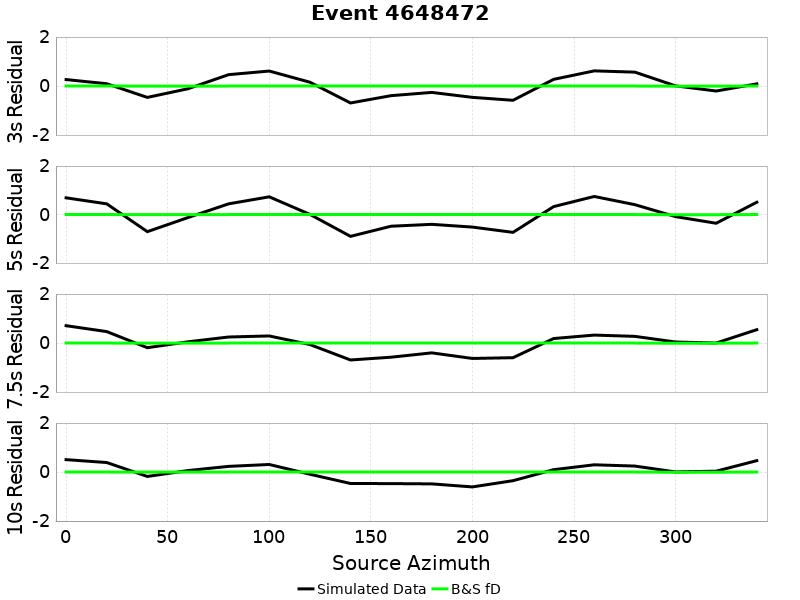 Event 4648472
3s Residual
2
0
-2
5s Residual
2
0
-2
7.5s Residual
2
0
-2
10s Residual
2
0
-2
0 50 100 150 200 250 300
Source Azimuth
Simulated Data B&S fD